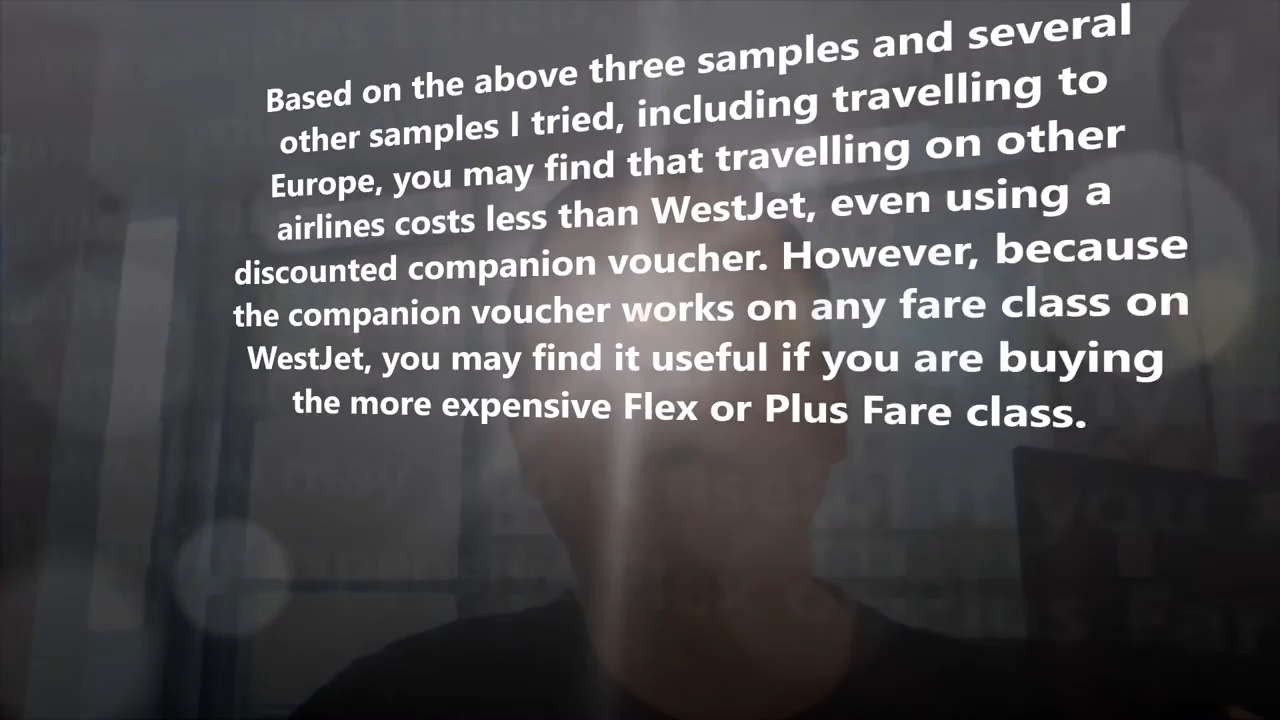 Based on the above three samples and several
other samples I tried, including travelling to
Europe, you may find that travelling on other
airlines costs less than WestJet, even using a
discounted companion voucher. However, because
the companion voucher works on any fare class on
WestJet, you may find it useful if you are buying
the more expensive Flex or Plus Fare class.